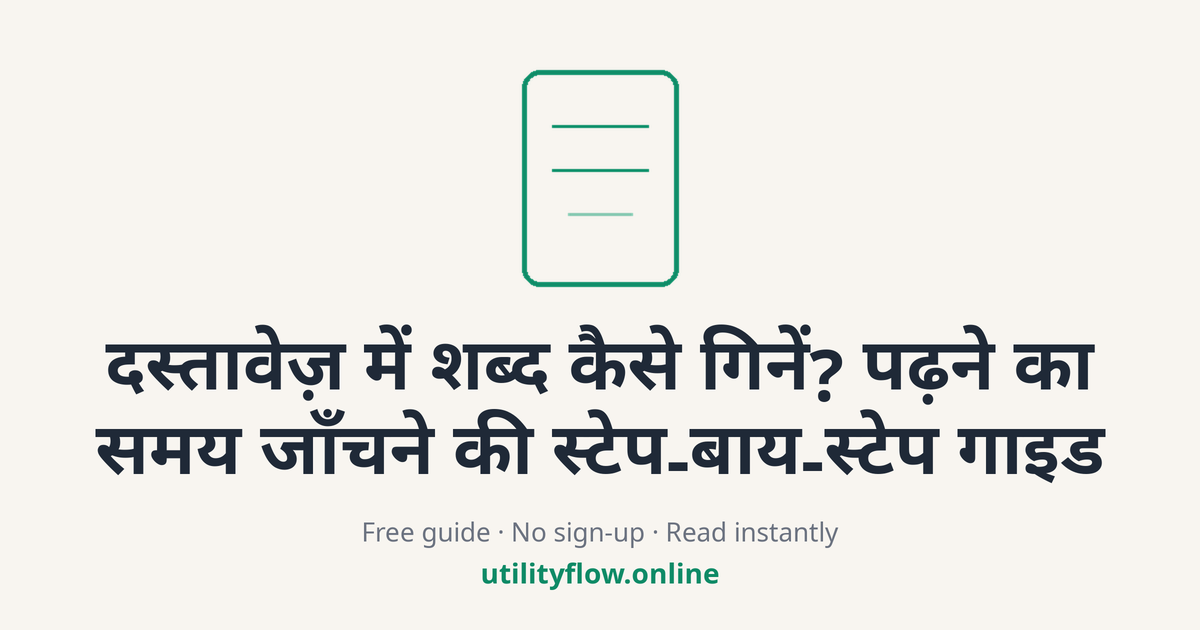 दस्तावेज़ में शब्द कैसे गिनें? पढ़ने का
समय जाँचने की स्टेप-बाय-स्टेप गाइड
Free guide · No sign-up · Read instantly
utilityflow.online